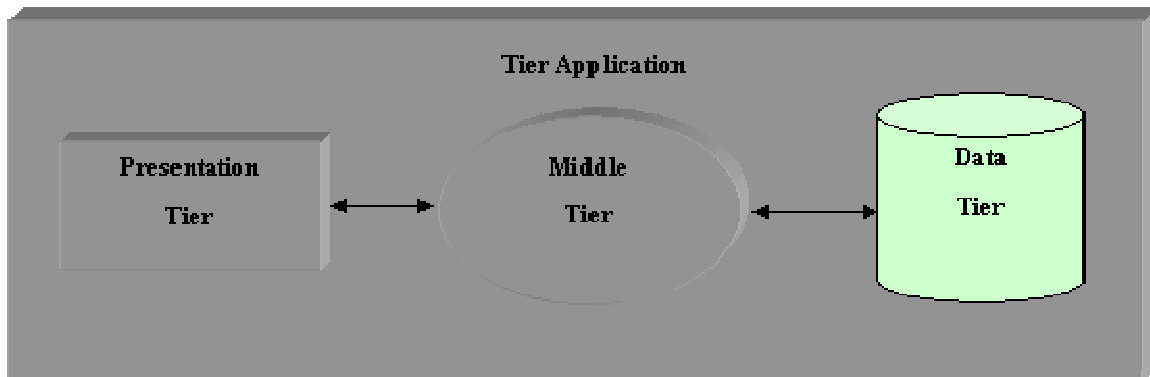 Tier Application
Presentation
Tier
Middle
Tier
Data
Tier